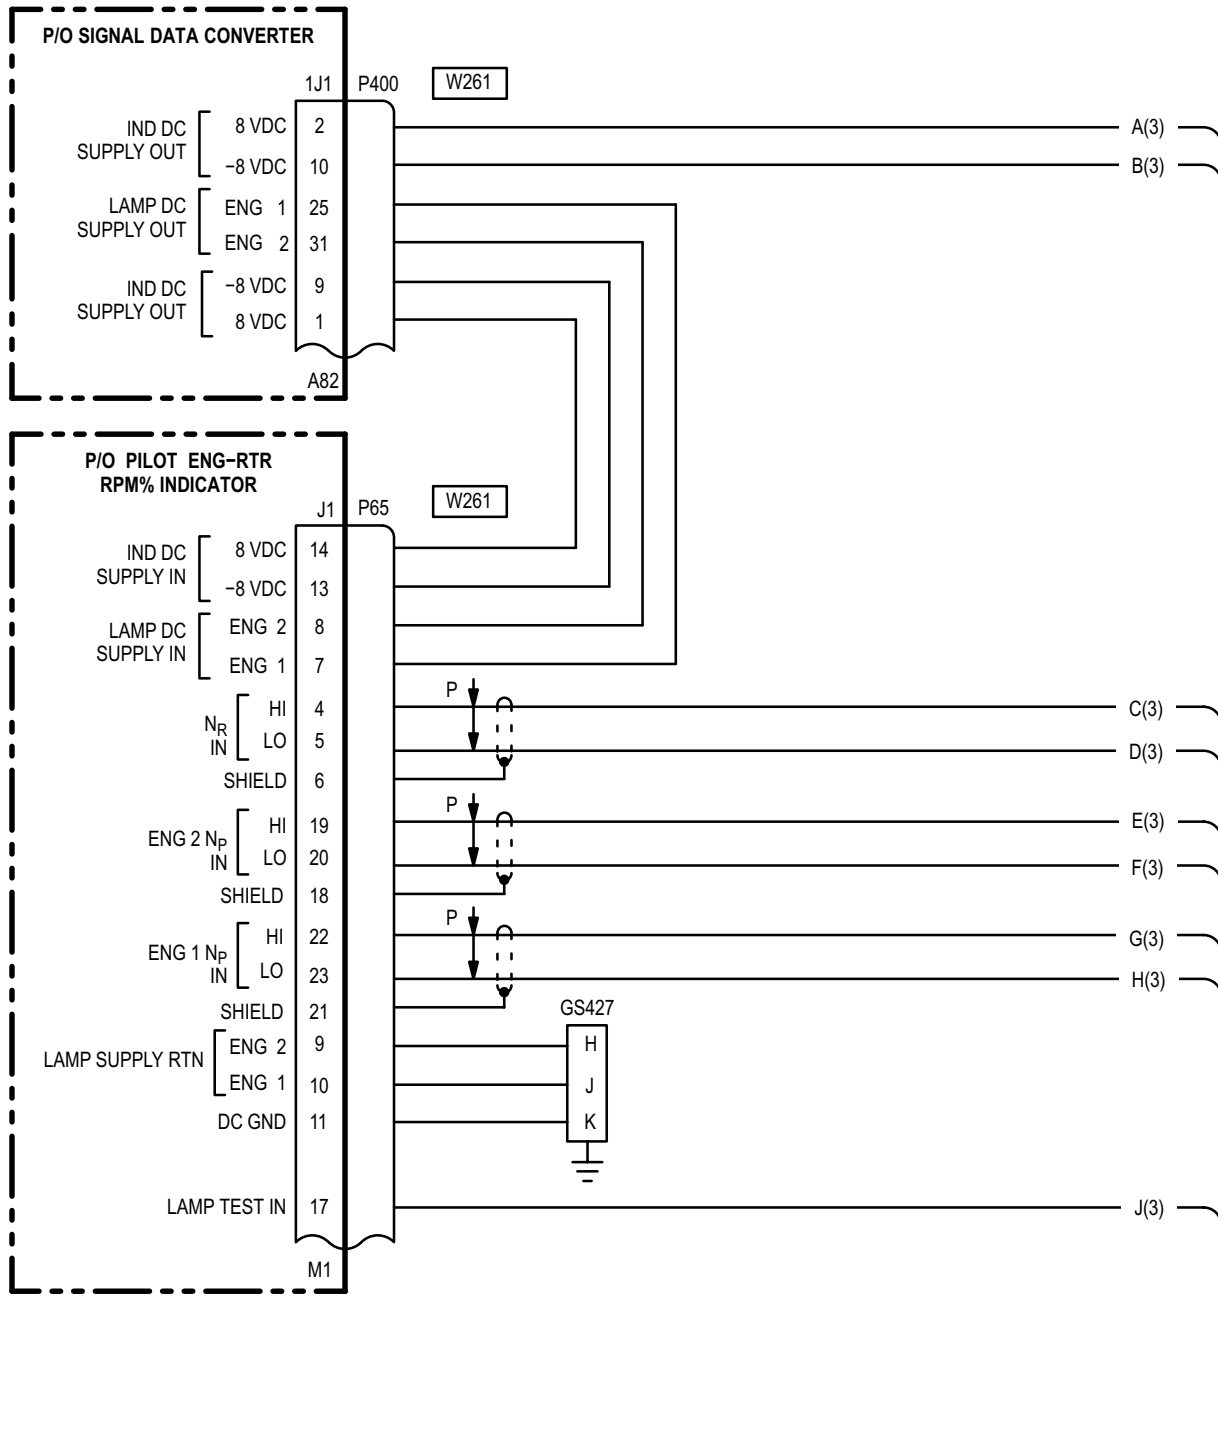 P/O SIGNAL DATA CONVERTER
1J1 P400 W261
IND DC
SUPPLY OUT
8 VDC 2 A(3)
−8 VDC 10 B(3)
LAMP DC
SUPPLY OUT
ENG 1 25
ENG 2 31
IND DC
SUPPLY OUT
−8 VDC 9
8 VDC 1
A82
P/O PILOT ENG−RTR
RPM% INDICATOR
J1 P65 W261
IND DC
SUPPLY IN
8 VDC 14
−8 VDC 13
LAMP DC
SUPPLY IN
ENG 2 8
ENG 1 7
P
NR
IN
HI 4 C(3)
LO 5 D(3)
SHIELD 6
P
ENG 2 NP
IN
HI 19 E(3)
LO 20 F(3)
SHIELD 18
P
ENG 1 NP
IN
HI 22 G(3)
LO 23 H(3)
SHIELD 21
GS427
LAMP SUPPLY RTN
ENG 2 9 H
ENG 1 10 J
DC GND 11 K
LAMP TEST IN 17 J(3)
M1